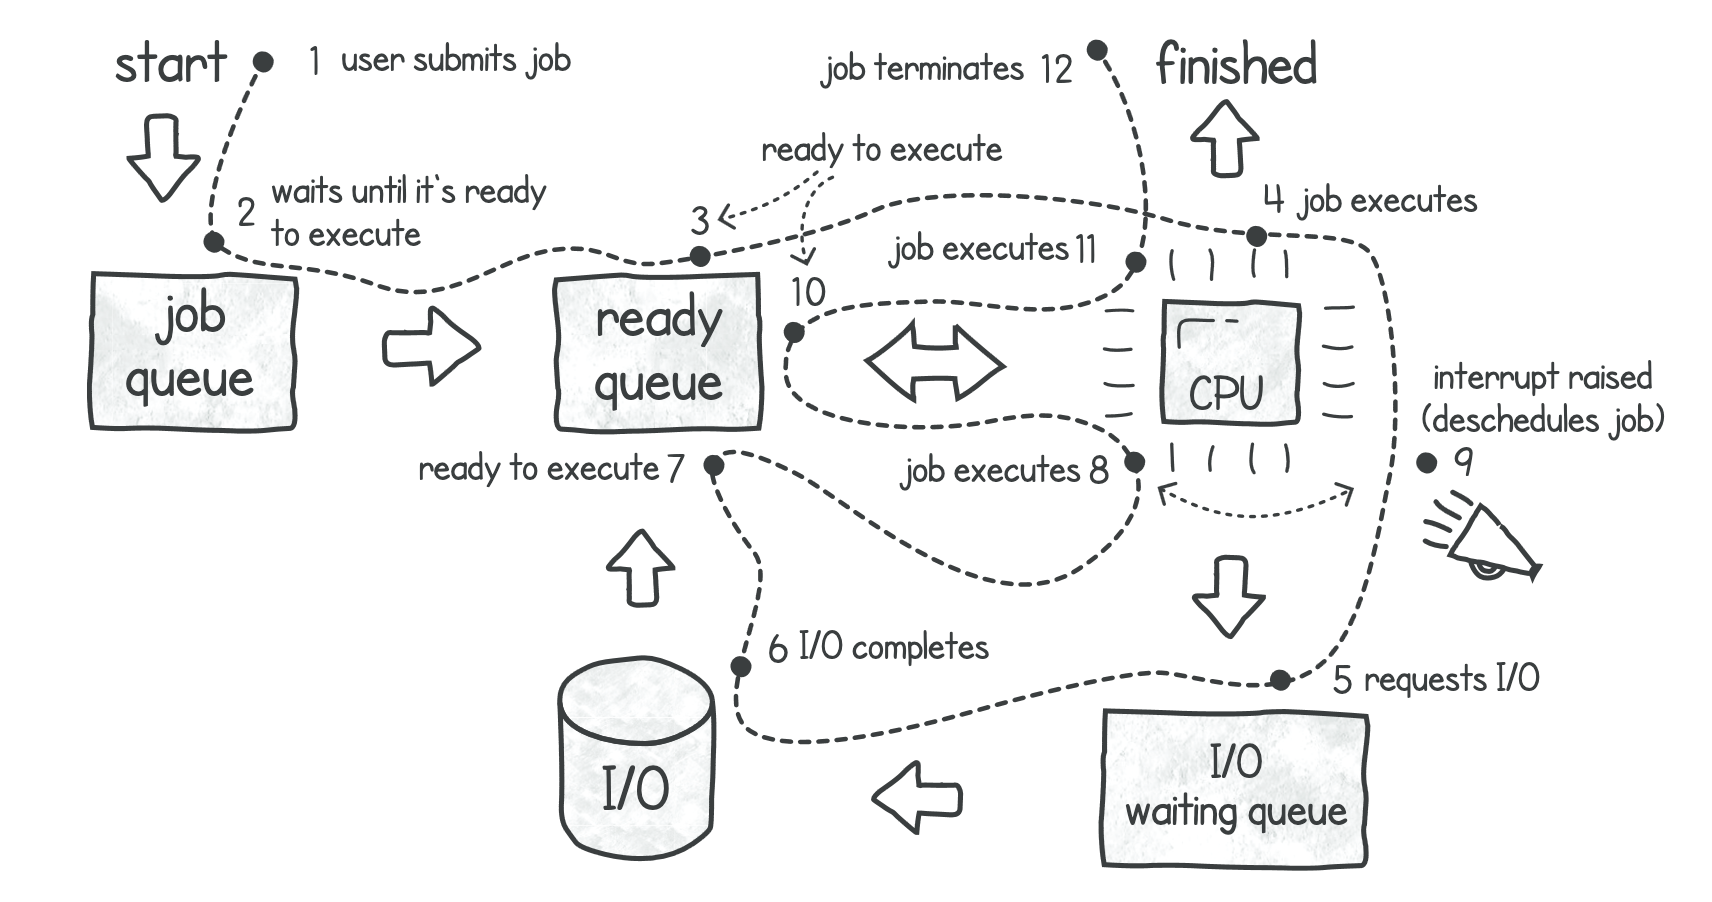 start
1 user submits job
job terminates 12
finished
ready to execute
2 waits until it's ready
to execute
3
4 job executes
job executes 11
10
job
queue
ready
queue
CPU
interrupt raised
(deschedules job)
9
ready to execute 7
job executes 8
6 I/O completes
5 requests I/O
I/O
I/O
waiting queue